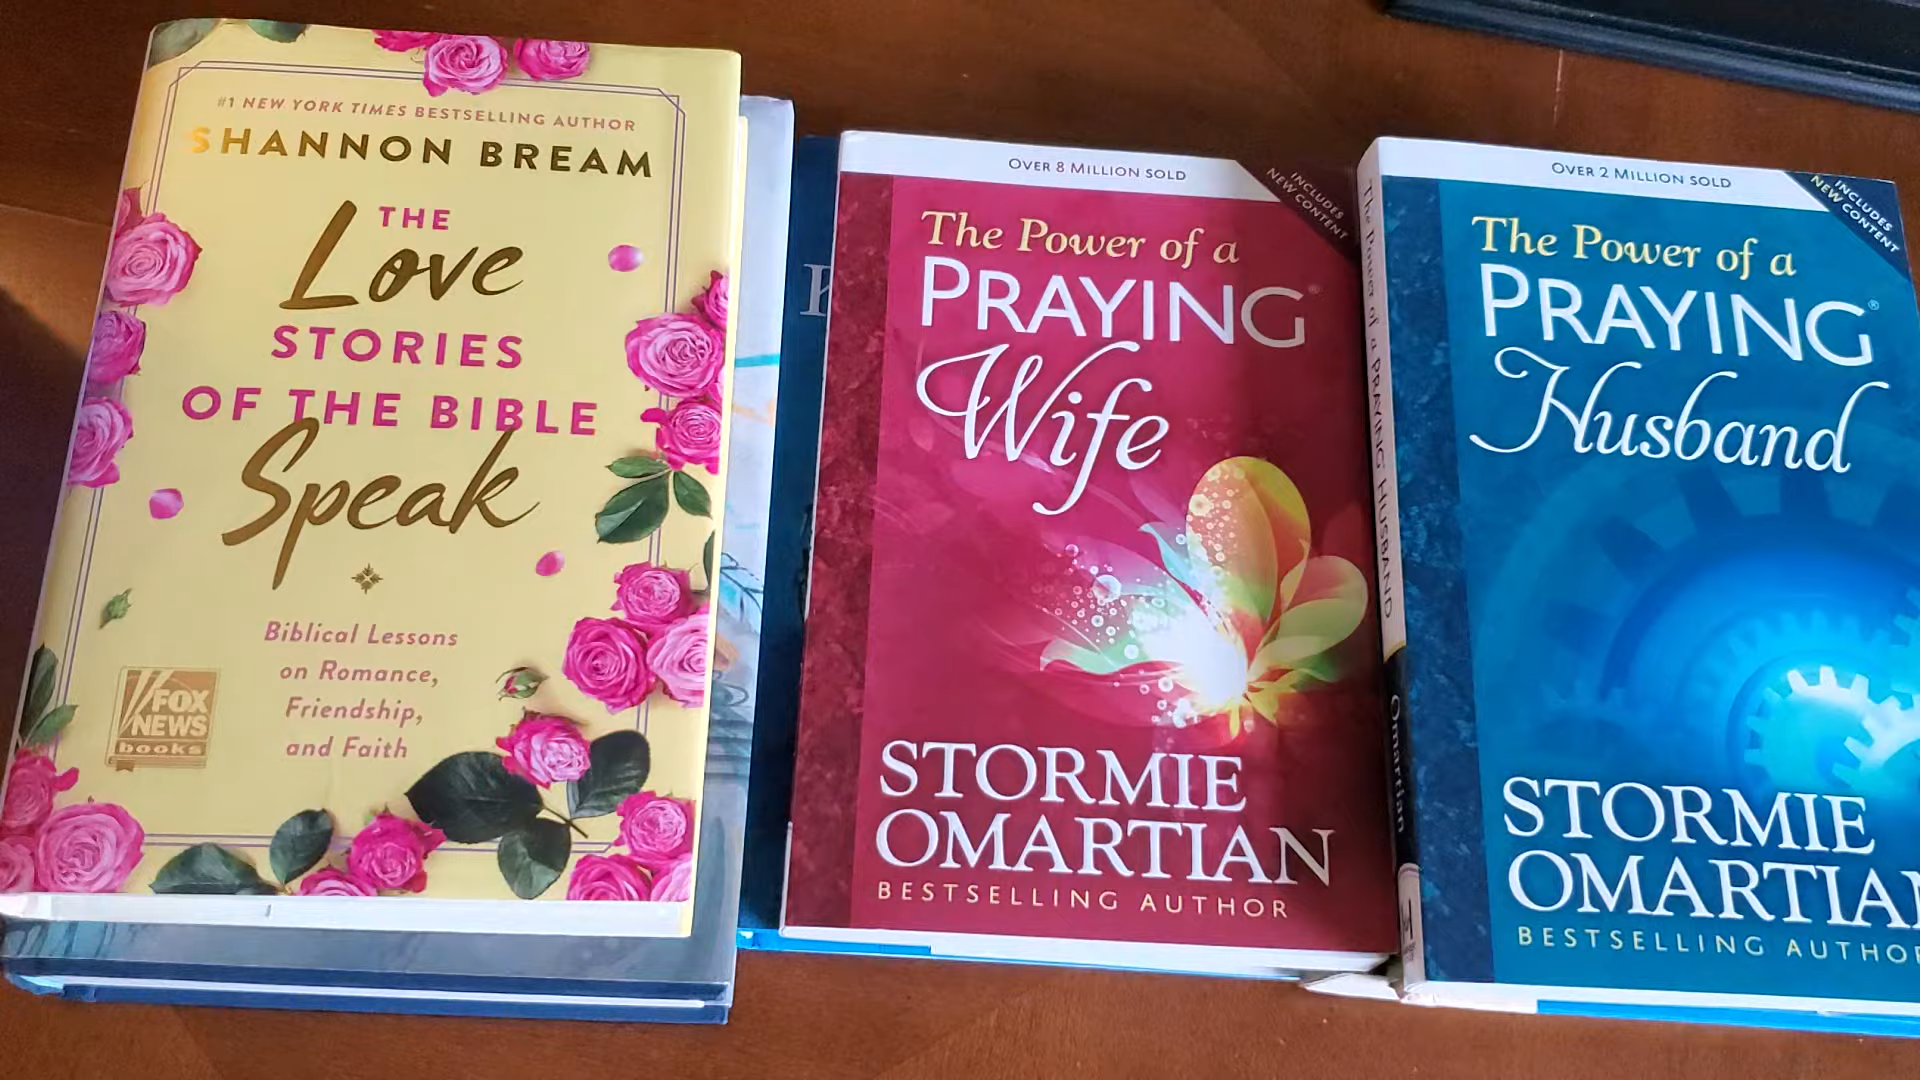 #1 NEW YORK TIMES BESTSELLING AUTHOR
SHANNON BREAM
THE
Love
STORIES
OF THE BIBLE
Speak
Biblical Lessons
on Romance,
Friendship,
and Faith
FOX
NEWS
books
OVER 8 MILLION SOLD
INCLUDES
NEW CONTENT
The Power of a
PRAYING®
Wife
STORMIE
OMARTIAN
BESTSELLING AUTHOR
The Power of a PRAYING HUSBAND
Omartian
OVER 2 MILLION SOLD
INCLUDES
NEW CONTENT
The Power of a
PRAYING®
Husband
STORMIE
OMARTIAN
BESTSELLING AUTHOR